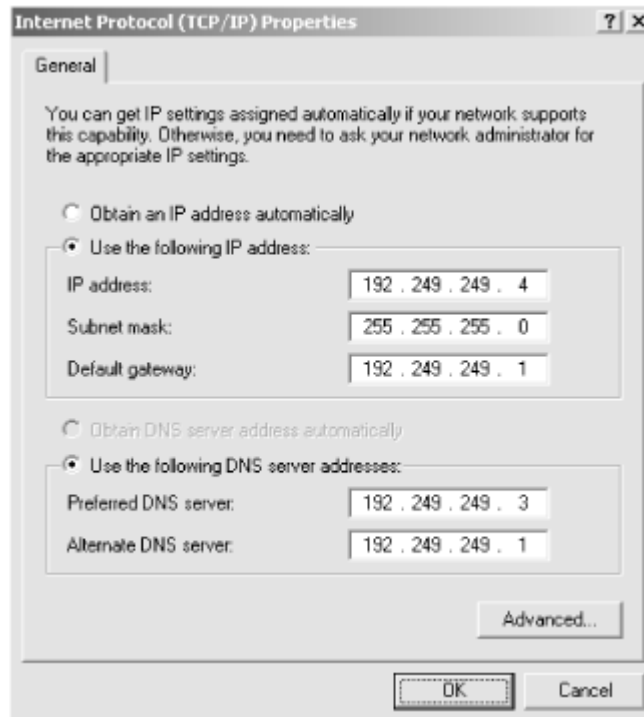 Internet Protocol (TCP/IP) Properties
General
You can get IP settings assigned automatically if your network supports
this capability. Otherwise, you need to ask your network administrator for
the appropriate IP settings.
Obtain an IP address automatically
Use the following IP address:
IP address: 192 . 249 . 249 . 4
Subnet mask: 255 . 255 . 255 . 0
Default gateway: 192 . 249 . 249 . 1
Obtain DNS server address automatically
Use the following DNS server addresses:
Preferred DNS server: 192 . 249 . 249 . 3
Alternate DNS server: 192 . 249 . 249 . 1
Advanced...
OK Cancel